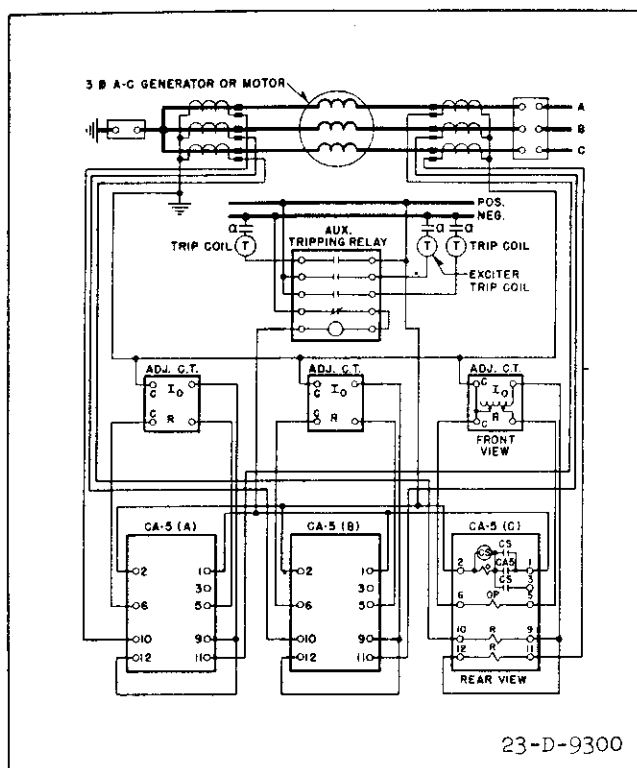 3 Ø A-C GENERATOR OR MOTOR
A
B
C
POS.
NEG.
a
AUX.
TRIPPING RELAY
a
a
TRIP COIL
T
T
T
TRIP COIL
EXCITER
TRIP COIL
ADJ. C.T.
ADJ. C.T.
ADJ. C.T.
C
I₀
C
R
C
I₀
C
R
C
I₀
C
R
FRONT
VIEW
CA-5 (A)
CA-5 (B)
CA-5 (C)
2
1
3
6
5
10
9
12
11
2
1
3
6
5
10
9
12
11
CS
CS
2
CA5
1
CS
3
6
OP
5
10
R
9
12
R
11
REAR VIEW
23-D-9300